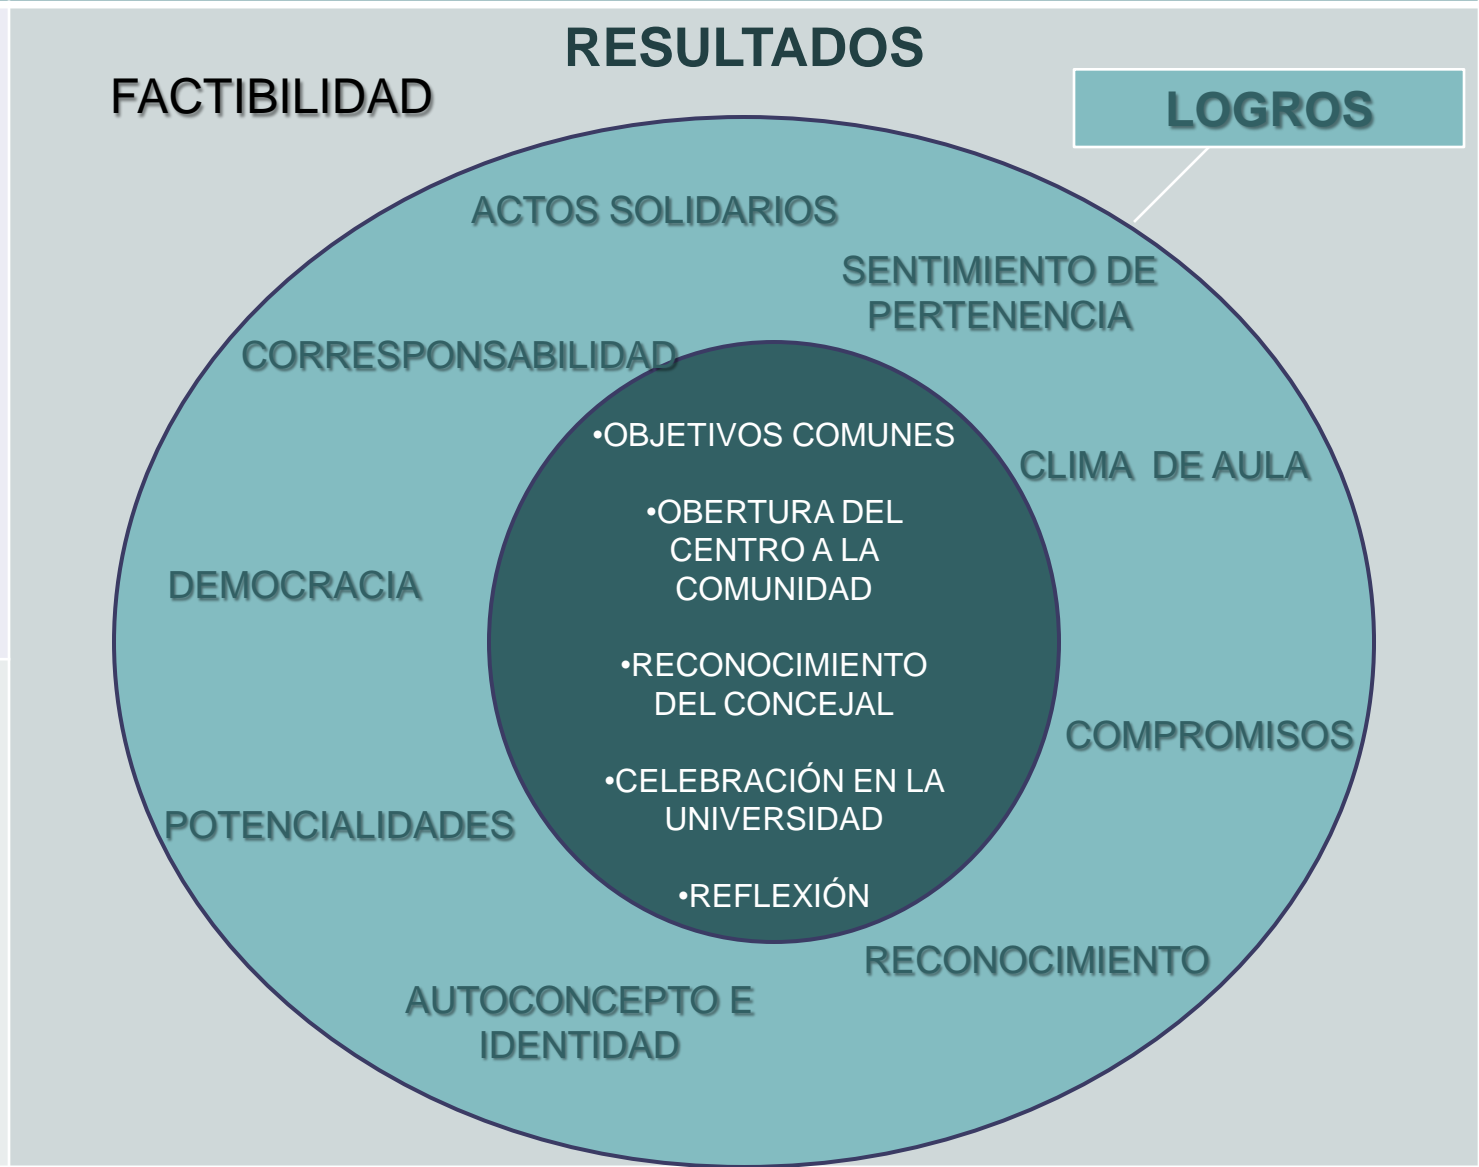 RESULTADOS
FACTIBILIDAD
LOGROS
ACTOS SOLIDARIOS
SENTIMIENTO DE
PERTENENCIA
CORRESPONSABILIDAD
CLIMA  DE AULA
DEMOCRACIA
COMPROMISOS
POTENCIALIDADES
RECONOCIMIENTO
AUTOCONCEPTO E
IDENTIDAD
•OBJETIVOS COMUNES
•OBERTURA DEL
CENTRO A LA
COMUNIDAD
•RECONOCIMIENTO
DEL CONCEJAL
•CELEBRACIÓN EN LA
UNIVERSIDAD
•REFLEXIÓN